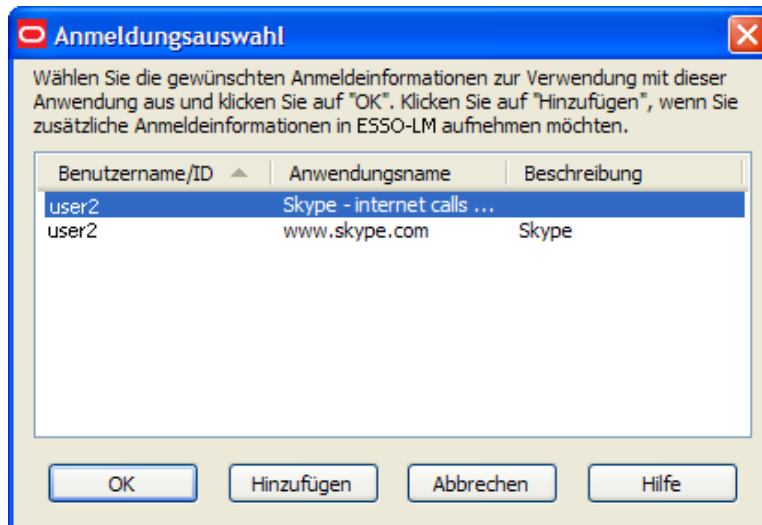 Anmeldungsauswahl
Wählen Sie die gewünschten Anmeldeinformationen zur Verwendung mit dieser
Anwendung aus und klicken Sie auf "OK". Klicken Sie auf "Hinzufügen", wenn Sie
zusätzliche Anmeldeinformationen in ESSO-LM aufnehmen möchten.
Benutzername/ID Anwendungsname Beschreibung
user2 Skype - internet calls ...
user2 www.skype.com Skype
OK Hinzufügen Abbrechen Hilfe